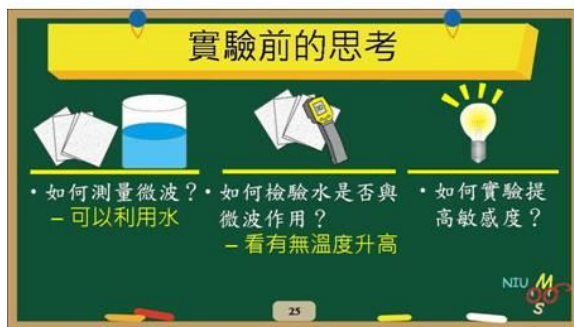 實驗前的思考
• 如何測量微波？
– 可以利用水
• 如何檢驗水是否與
微波作用？
– 看有無溫度升高
• 如何實驗提
高敏感度？
NIU M
S
25